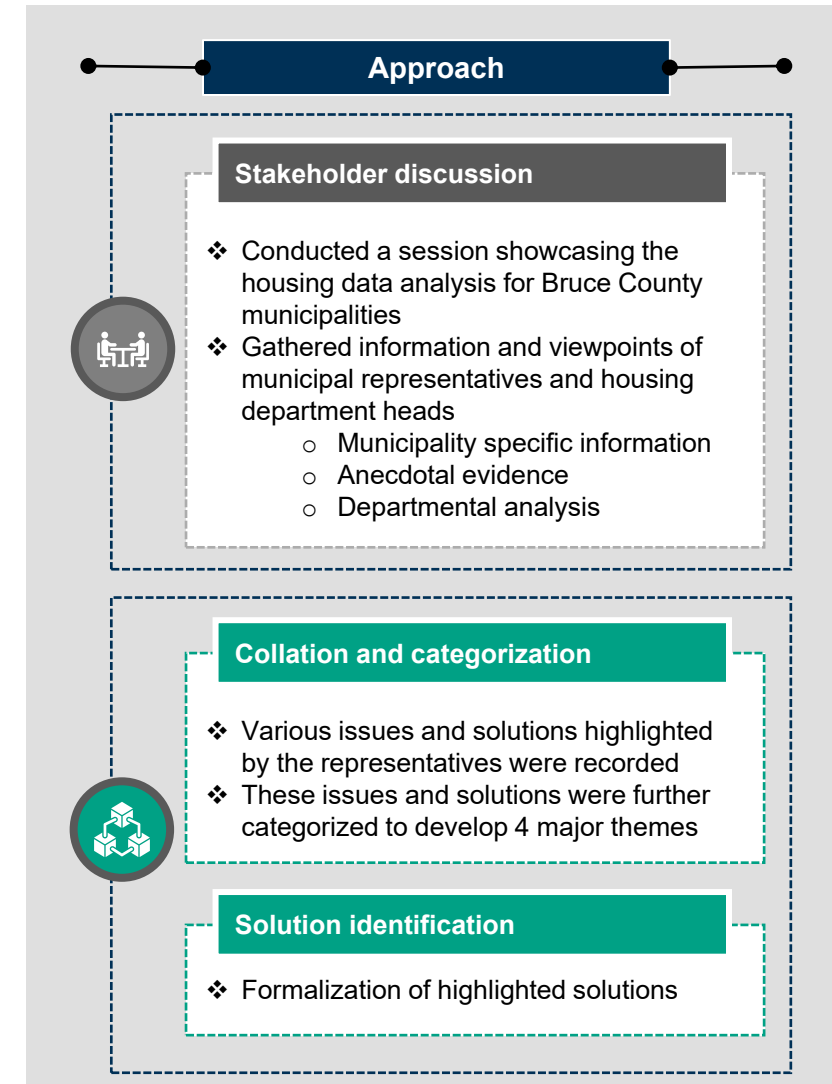 Approach
Stakeholder discussion
❖ Conducted a session showcasing the
housing data analysis for Bruce County
municipalities
❖ Gathered information and viewpoints of
municipal representatives and housing
department heads
o Municipality specific information
o Anecdotal evidence
o Departmental analysis
Collation and categorization
❖ Various issues and solutions highlighted
by the representatives were recorded
❖ These issues and solutions were further
categorized to develop 4 major themes
Solution identification
❖ Formalization of highlighted solutions